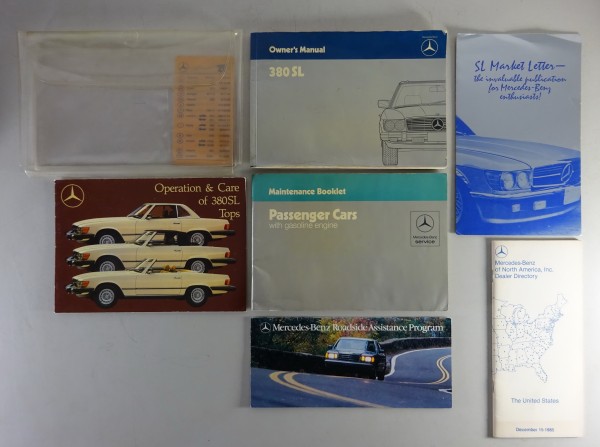 Owner's Manual
380 SL
SL Market Letter—
the invaluable publication
for Mercedes-Benz
enthusiasts!
Operation & Care
of 380SL
Tops
Maintenance Booklet
Passenger Cars
with gasoline engine
Mercedes-Benz
service
Mercedes-Benz
of North America, Inc.
Dealer Directory
The United States
Mercedes-Benz Roadside Assistance Program